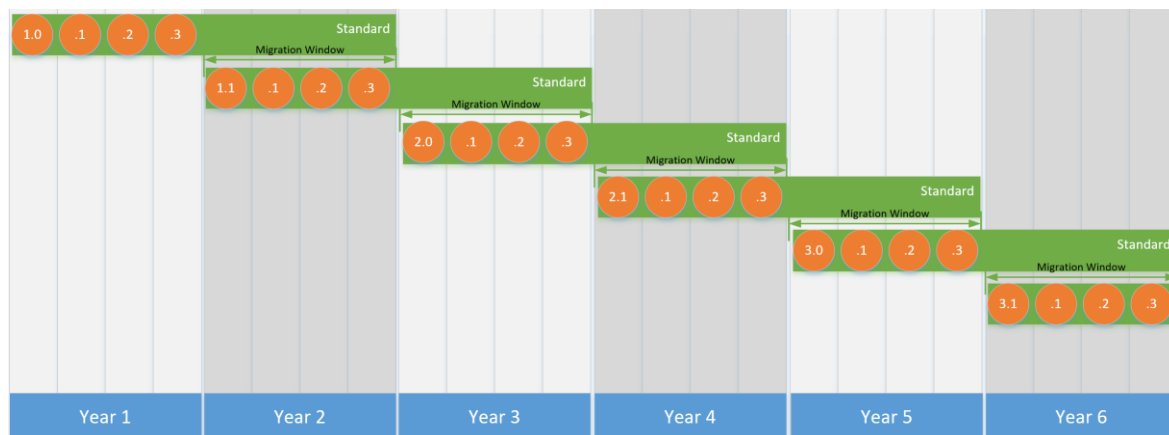 1.0 .1 .2 .3 Standard
Migration Window
1.1 .1 .2 .3 Standard
Migration Window
2.0 .1 .2 .3 Standard
Migration Window
2.1 .1 .2 .3 Standard
Migration Window
3.0 .1 .2 .3 Standard
Migration Window
3.1 .1 .2 .3
Year 1 Year 2 Year 3 Year 4 Year 5 Year 6